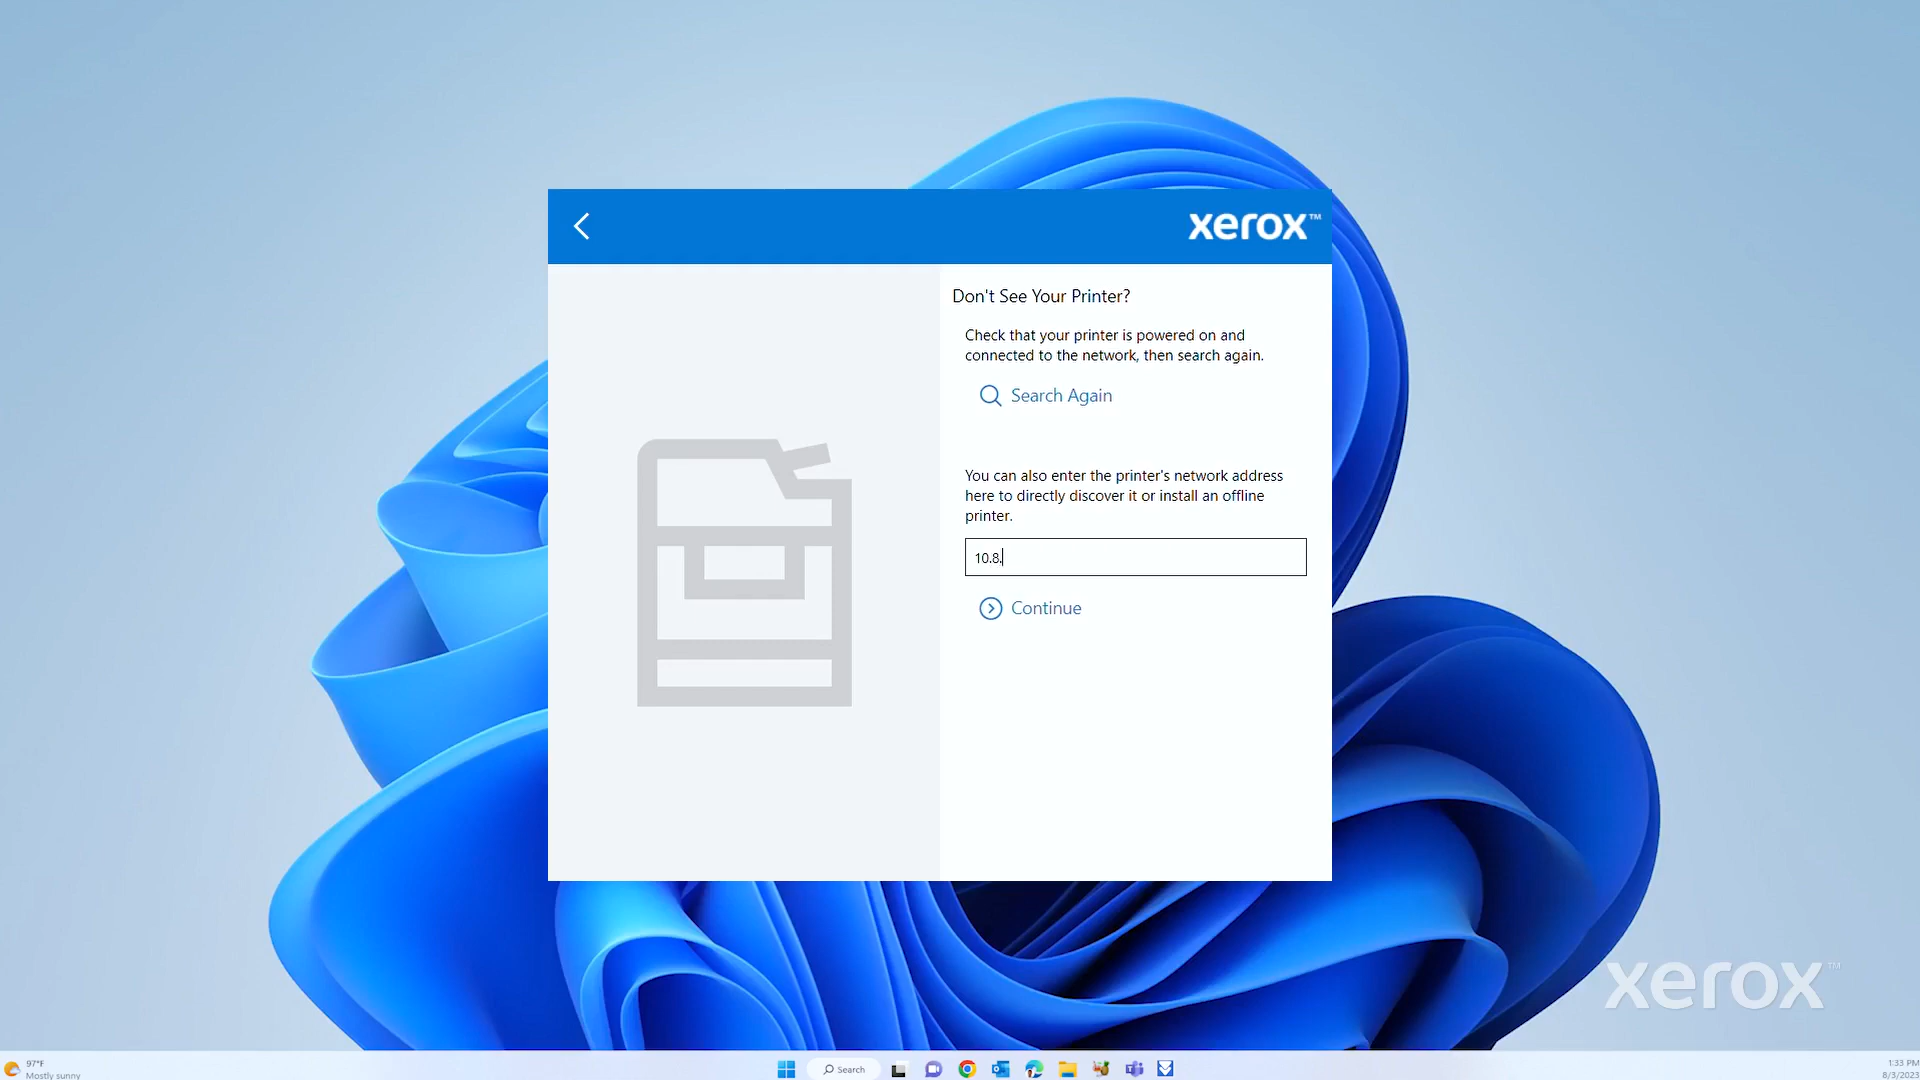 xerox™
Don't See Your Printer?
Check that your printer is powered on and
connected to the network, then search again.
Search Again
You can also enter the printer's network address
here to directly discover it or install an offline
printer.
10.8.
Continue
xerox™
97°F
Mostly sunny
Search
1:33 PM
8/3/2023